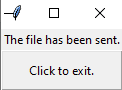 The file has been sent.
Click to exit.